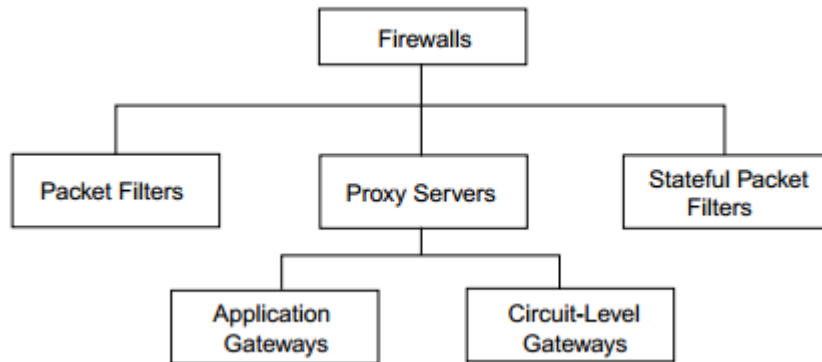 Firewalls
Packet Filters
Proxy Servers
Stateful Packet
Filters
Application
Gateways
Circuit-Level
Gateways